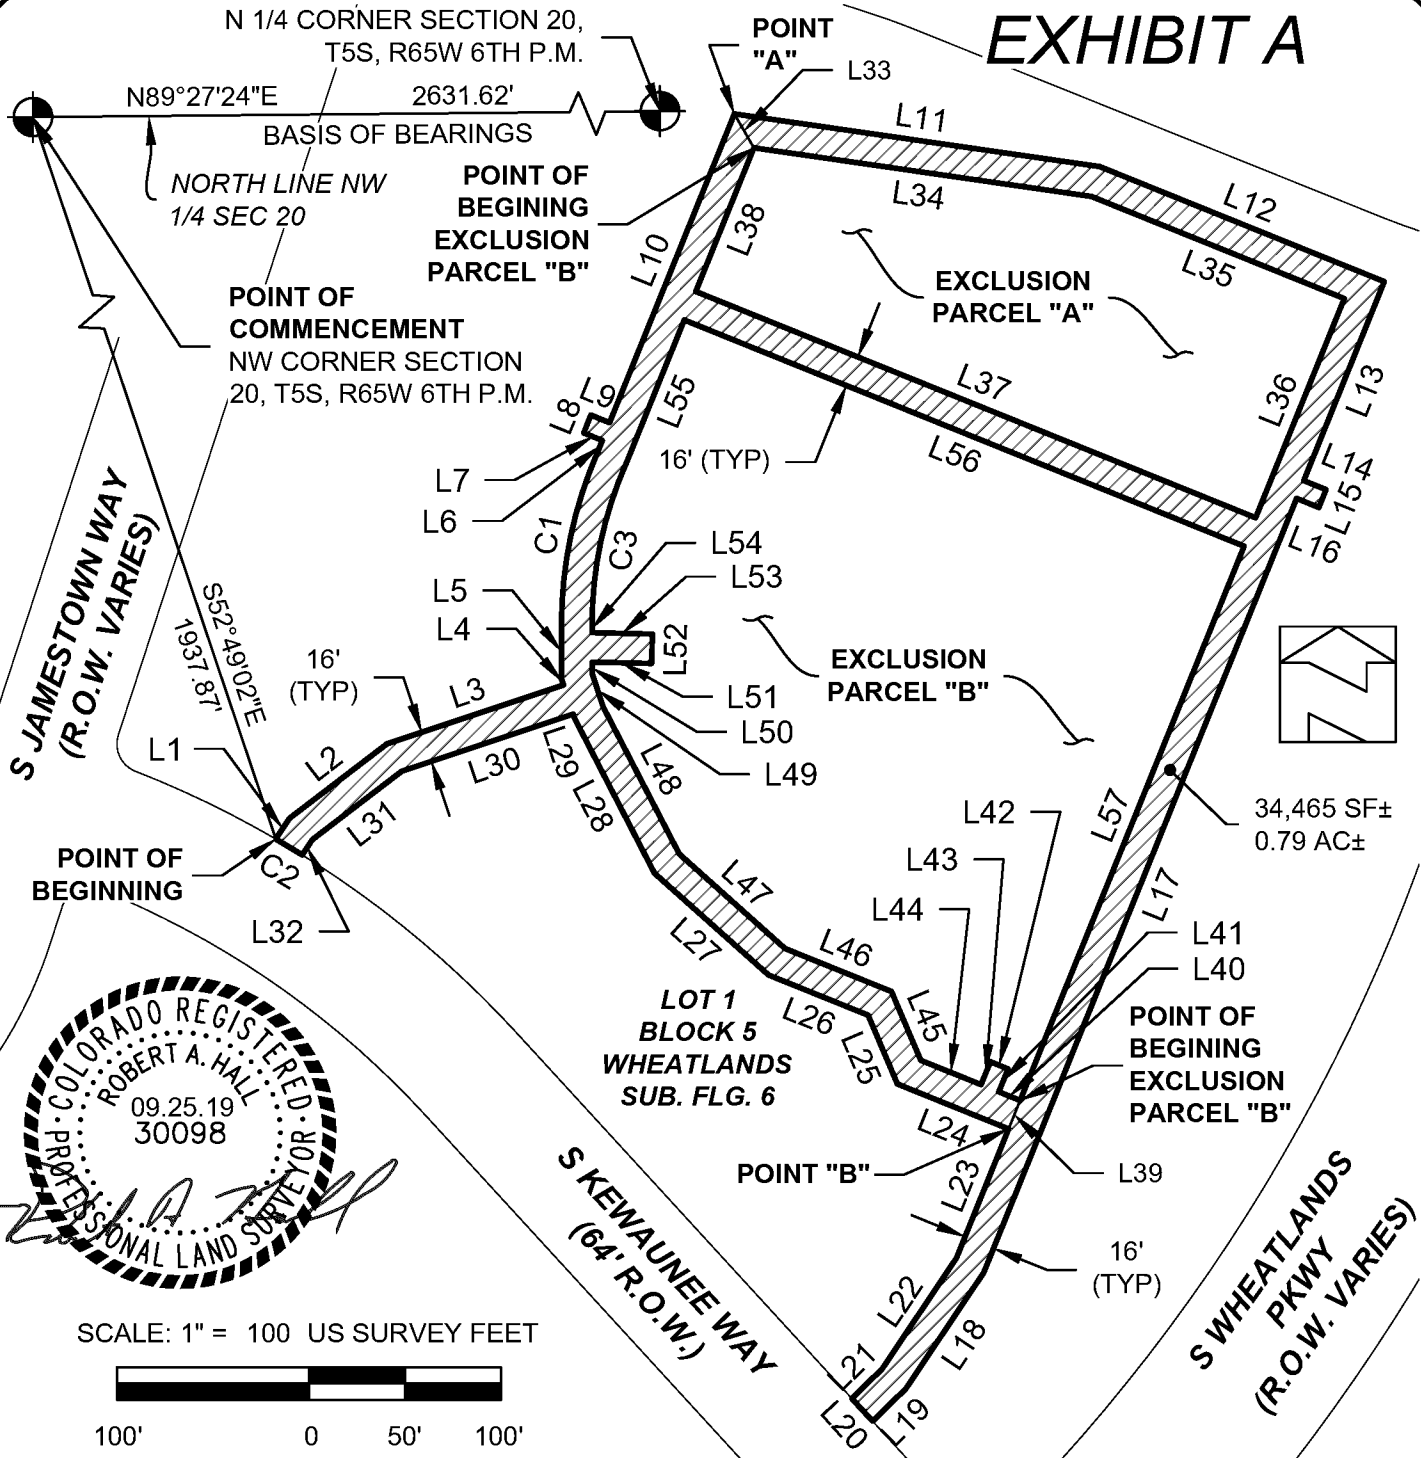 EXHIBIT A
N 1/4 CORNER SECTION 20,
T5S, R65W 6TH P.M.
POINT
"A"
L33
N89°27'24"E
2631.62'
BASIS OF BEARINGS
NORTH LINE NW
1/4 SEC 20
POINT OF
BEGINING
EXCLUSION
PARCEL "B"
L11
L34
L12
L38
L10
L35
EXCLUSION
PARCEL "A"
POINT OF
COMMENCEMENT
NW CORNER SECTION
20, T5S, R65W 6TH P.M.
L9
L8
L55
L37
L36
L13
16' (TYP)
L56
L14
L15
L16
L7
L6
C1
C3
L54
L53
L5
L4
L52
S JAMESTOWN WAY
(R.O.W. VARIES)
S52°49'02"E
1937.87'
16'
(TYP)
L3
EXCLUSION
PARCEL "B"
L51
L50
L49
L1
L2
L30
L29
L28
L48
L31
L57
L42
34,465 SF±
0.79 AC±
POINT OF
BEGINNING
C2
L43
L44
L47
L17
L32
L27
L46
L41
L40
LOT 1
BLOCK 5
WHEATLANDS
SUB. FLG. 6
L26
L45
L25
POINT OF
BEGINING
EXCLUSION
PARCEL "B"
L24
POINT "B"
L23
L39
COLORADO REGISTERED
ROBERT A. HALL
09.25.19
30098
PROFESSIONAL LAND SURVEYOR
S KEWAUNEE WAY
(64' R.O.W.)
16'
(TYP)
S WHEATLANDS
PKWY
(R.O.W. VARIES)
L22
L18
L21
L20
L19
SCALE: 1" = 100 US SURVEY FEET
100'
0
50'
100'